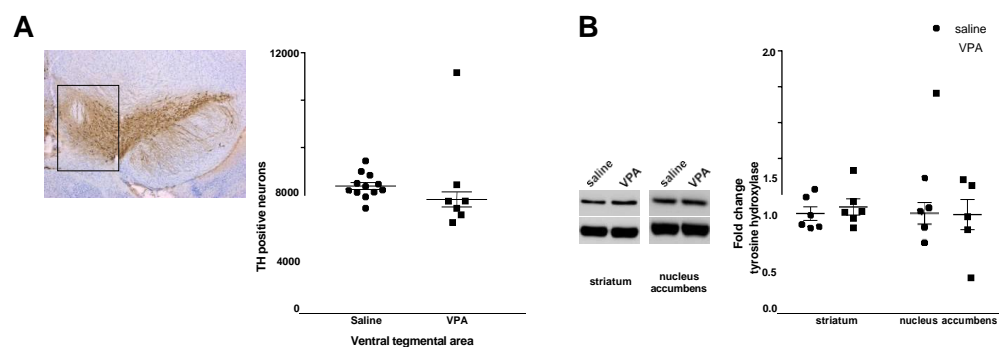 A
12000
8000
4000
0
TH positive neurons
Saline
VPA
Ventral tegmental area
B
saline
VPA
saline
VPA
striatum
nucleus
accumbens
saline
VPA
2.0
1.5
1.0
0.5
0.0
Fold change
tyrosine hydroxylase
striatum
nucleus accumbens